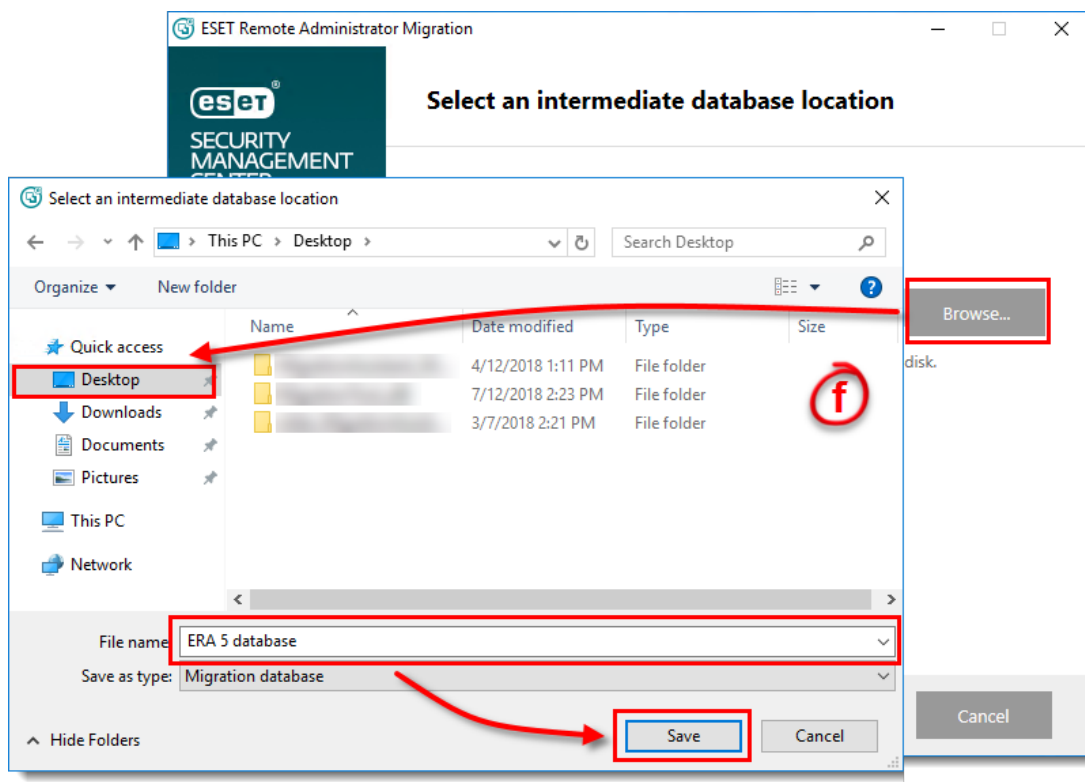 ESET Remote Administrator Migration
eseT®
SECURITY
MANAGEMENT
CENTER
Select an intermediate database location
Select an intermediate database location
This PC > Desktop >
Search Desktop
Organize
New folder
Browse...
disk.
Name
Date modified
Type
Size
Quick access
Desktop
Downloads
Documents
Pictures
This PC
Network
4/12/2018 1:11 PM File folder
7/12/2018 2:23 PM File folder
3/7/2018 2:21 PM File folder
f
File name: ERA 5 database
Save as type: Migration database
Hide Folders
Save
Cancel
Cancel